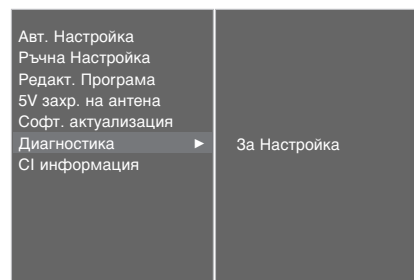 Авт. Настройка
Ръчна Настройка
Редакт. Програма
5V захр. на антена
Софт. актуализация
Диагностика ►
За Настройка
CI информация